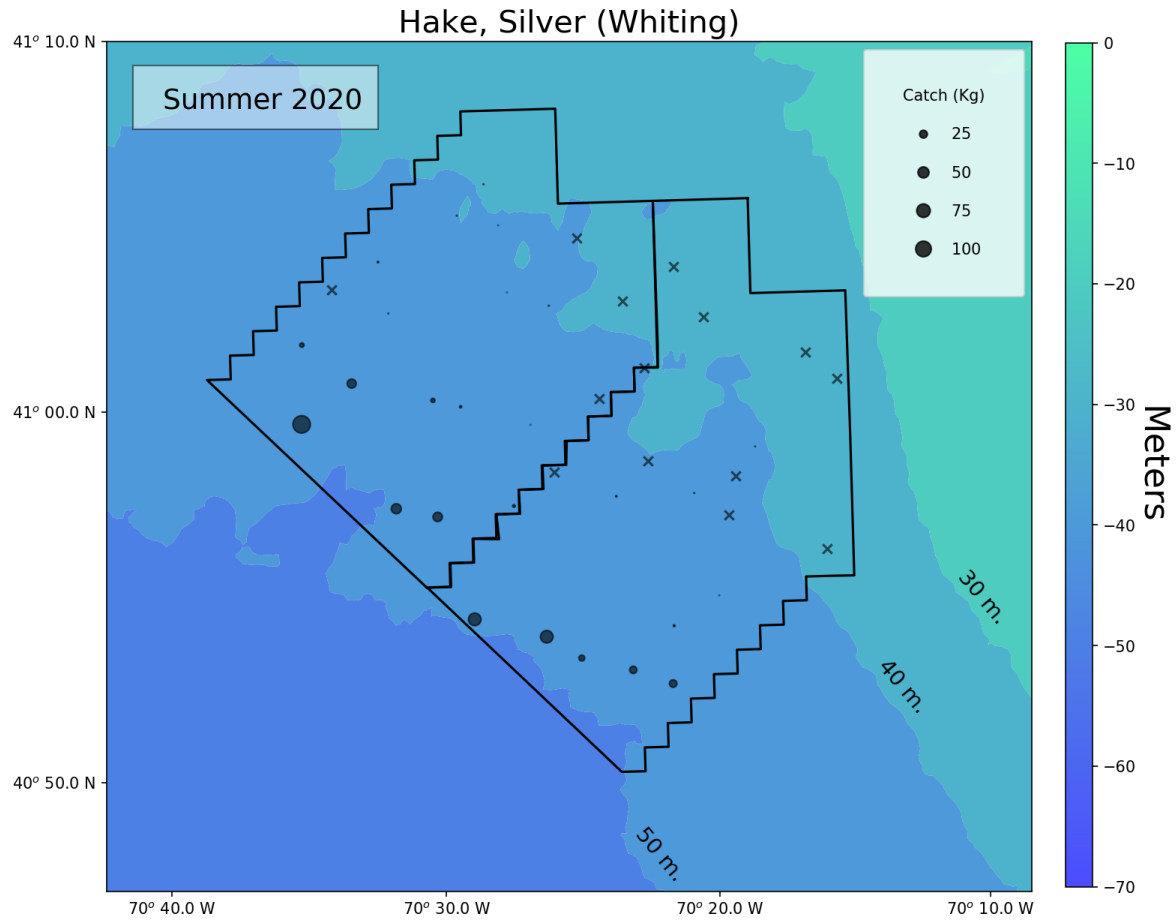 Hake, Silver (Whiting)
41° 10.0 N
Summer 2020
Catch (Kg)
25
50
75
100
41° 00.0 N
40° 50.0 N
30 m.
40 m.
50 m.
70° 40.0 W
70° 30.0 W
70° 20.0 W
70° 10.0 W
0
−10
−20
−30
−40
−50
−60
−70
Meters